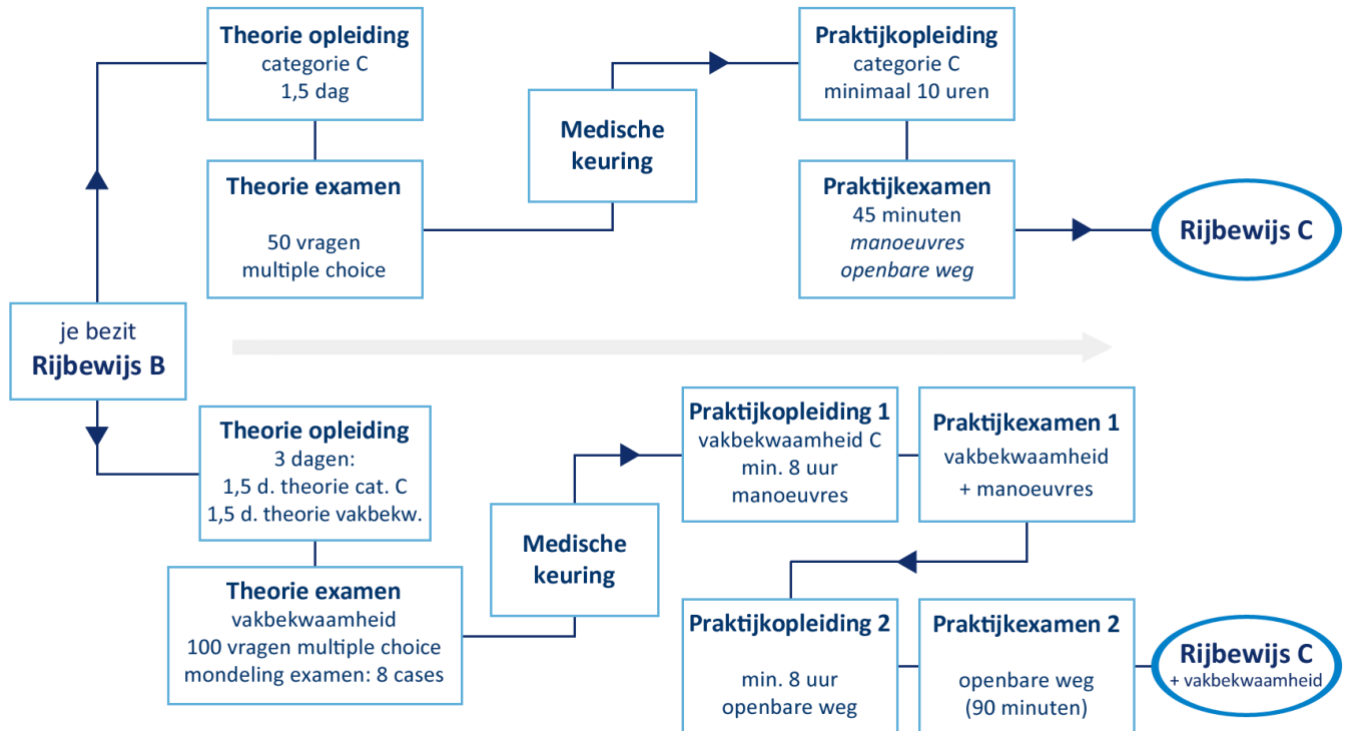 Theorie opleiding
categorie C
1,5 dag
Theorie examen
50 vragen
multiple choice
Medische
keuring
Praktijkopleiding
categorie C
minimaal 10 uren
Praktijkexamen
45 minuten
manoeuvres
openbare weg
Rijbewijs C
je bezit
Rijbewijs B
Theorie opleiding
3 dagen:
1,5 d. theorie cat. C
1,5 d. theorie vakbekw.
Theorie examen
vakbekwaamheid
100 vragen multiple choice
mondeling examen: 8 cases
Medische
keuring
Praktijkopleiding 1
vakbekwaamheid C
min. 8 uur
manoeuvres
Praktijkexamen 1
vakbekwaamheid
+ manoeuvres
Praktijkopleiding 2
min. 8 uur
openbare weg
Praktijkexamen 2
openbare weg
(90 minuten)
Rijbewijs C
+ vakbekwaamheid